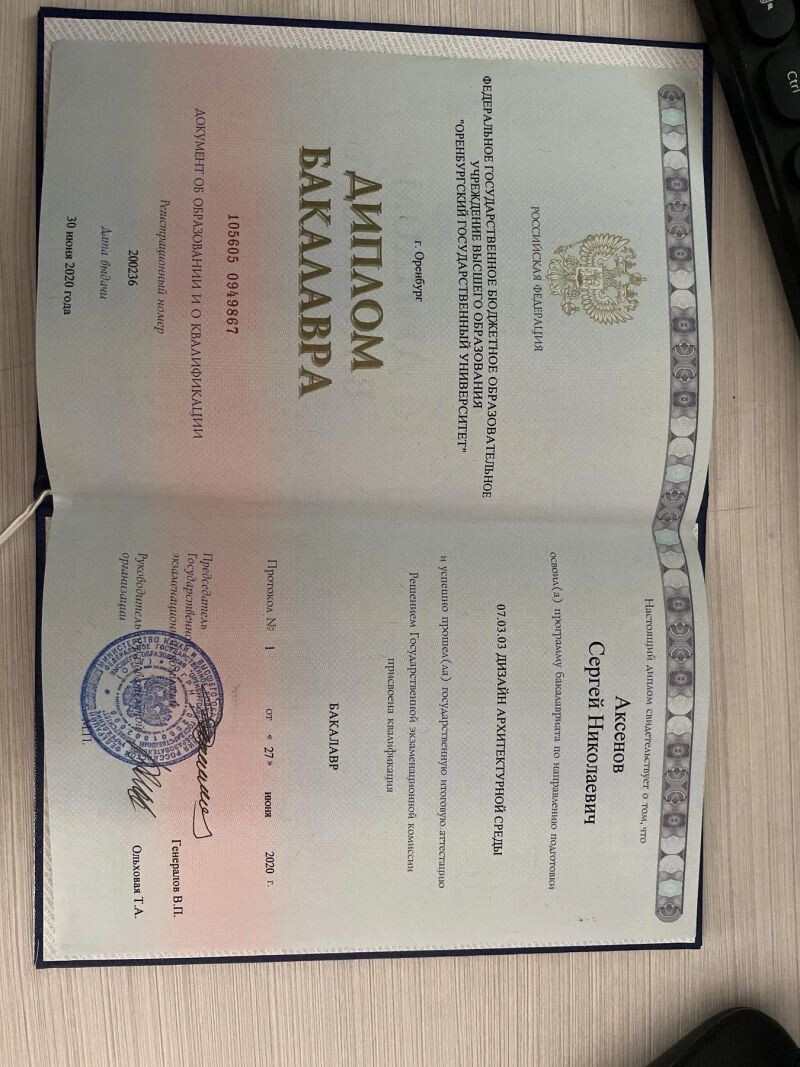 РОССИЙСКАЯ ФЕДЕРАЦИЯ
ФЕДЕРАЛЬНОЕ ГОСУДАРСТВЕННОЕ БЮДЖЕТНОЕ ОБРАЗОВАТЕЛЬНОЕ
УЧРЕЖДЕНИЕ ВЫСШЕГО ОБРАЗОВАНИЯ
"ОРЕНБУРГСКИЙ ГОСУДАРСТВЕННЫЙ УНИВЕРСИТЕТ"
г. Оренбург
ДИПЛОМ
БАКАЛАВРА
105605 0949867
ДОКУМЕНТ ОБ ОБРАЗОВАНИИ И О КВАЛИФИКАЦИИ
Регистрационный номер
200236
Дата выдачи
30 июня 2020 года
Настоящий диплом свидетельствует о том, что
Аксенов
Сергей Николаевич
освоил(а) программу бакалавриата по направлению подготовки
07.03.03 ДИЗАЙН АРХИТЕКТУРНОЙ СРЕДЫ
и успешно прошел(ла) государственную итоговую аттестацию
Решением Государственной экзаменационной комиссии
присвоена квалификация
БАКАЛАВР
Протокол № 1 от « 27 » июня 2020 г.
Председатель
Государственной
экзаменационной
Генералов В.П.
Руководитель
организации
Ольховая Т.А.
М.П.
Ctrl